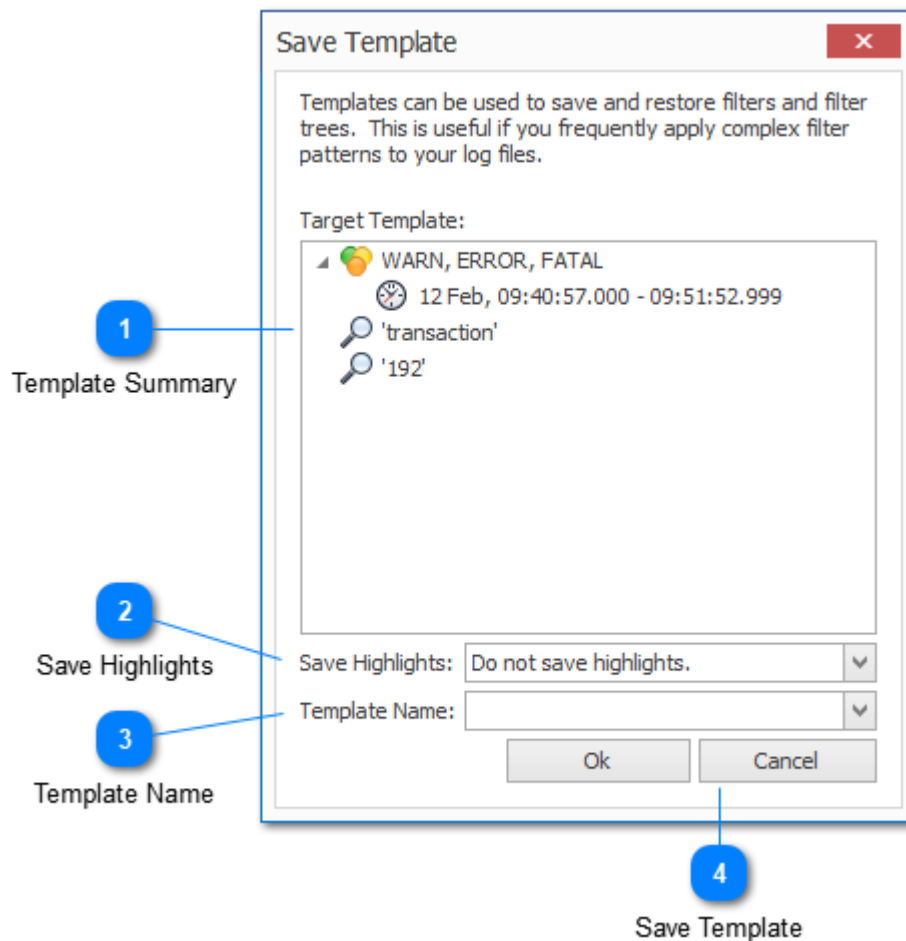 Save Template
Templates can be used to save and restore filters and filter
trees.  This is useful if you frequently apply complex filter
patterns to your log files.
Target Template:
WARN, ERROR, FATAL
12 Feb, 09:40:57.000 - 09:51:52.999
'transaction'
'192'
1
Template Summary
2
Save Highlights
Save Highlights: Do not save highlights.
Template Name:
3
Template Name
Ok Cancel
4
Save Template